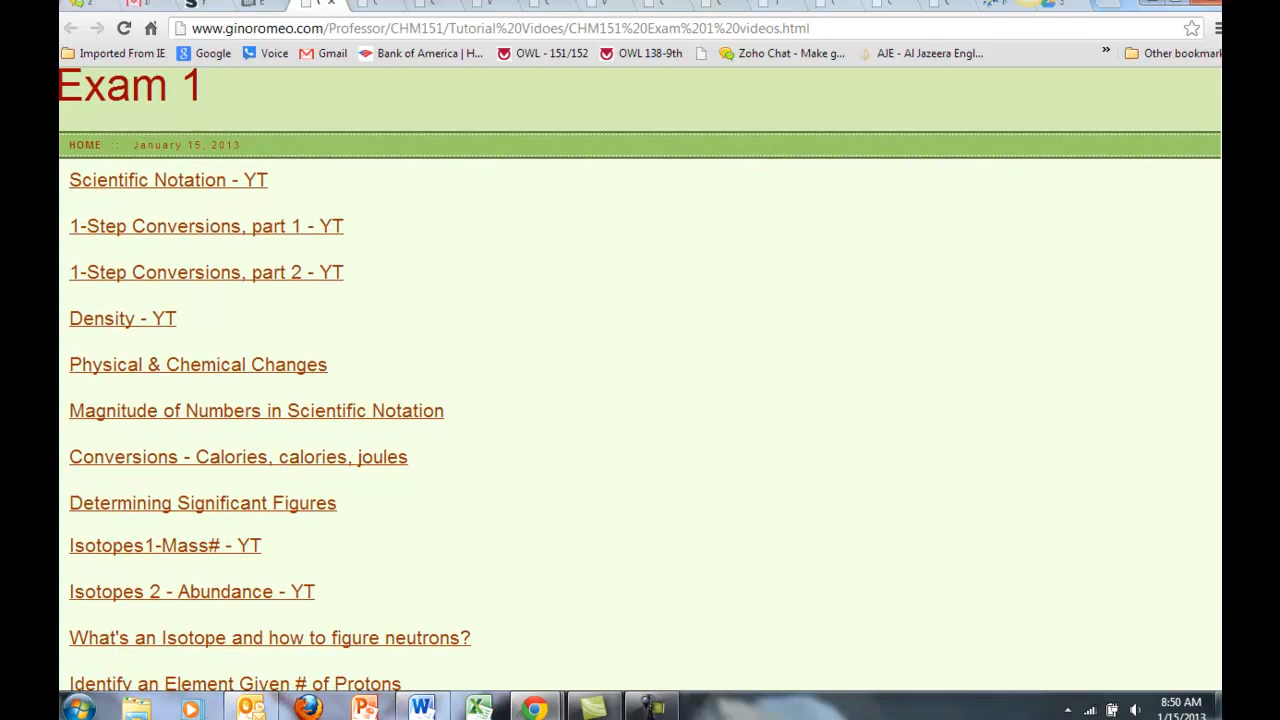 www.ginoromeo.com/Professor/CHM151/Tutorial%20Vidoes/CHM151%20Exam%201%20videos.html
Imported From IE Google Voice Gmail Bank of America | H... OWL - 151/152 OWL 138-9th Zoho Chat - Make g... AJE - Al Jazeera Engl... » Other bookmark
Exam 1
HOME :: January 15, 2013
Scientific Notation - YT
1-Step Conversions, part 1 - YT
1-Step Conversions, part 2 - YT
Density - YT
Physical & Chemical Changes
Magnitude of Numbers in Scientific Notation
Conversions - Calories, calories, joules
Determining Significant Figures
Isotopes1-Mass# - YT
Isotopes 2 - Abundance - YT
What's an Isotope and how to figure neutrons?
Identify an Element Given # of Protons
8:50 AM
1/15/2013